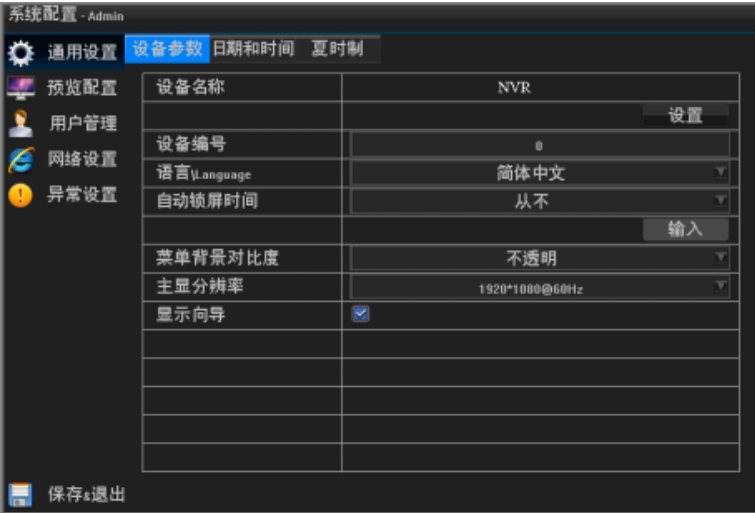 系统配置 - Admin
通用设置
设备参数 日期和时间 夏时制
预览配置
用户管理
网络设置
异常设置
设备名称 NVR
设置
设备编号 0
语言\Language 简体中文
自动锁屏时间 从不
输入
菜单背景对比度 不透明
主显分辨率 1920*1080@60Hz
显示向导
保存&退出